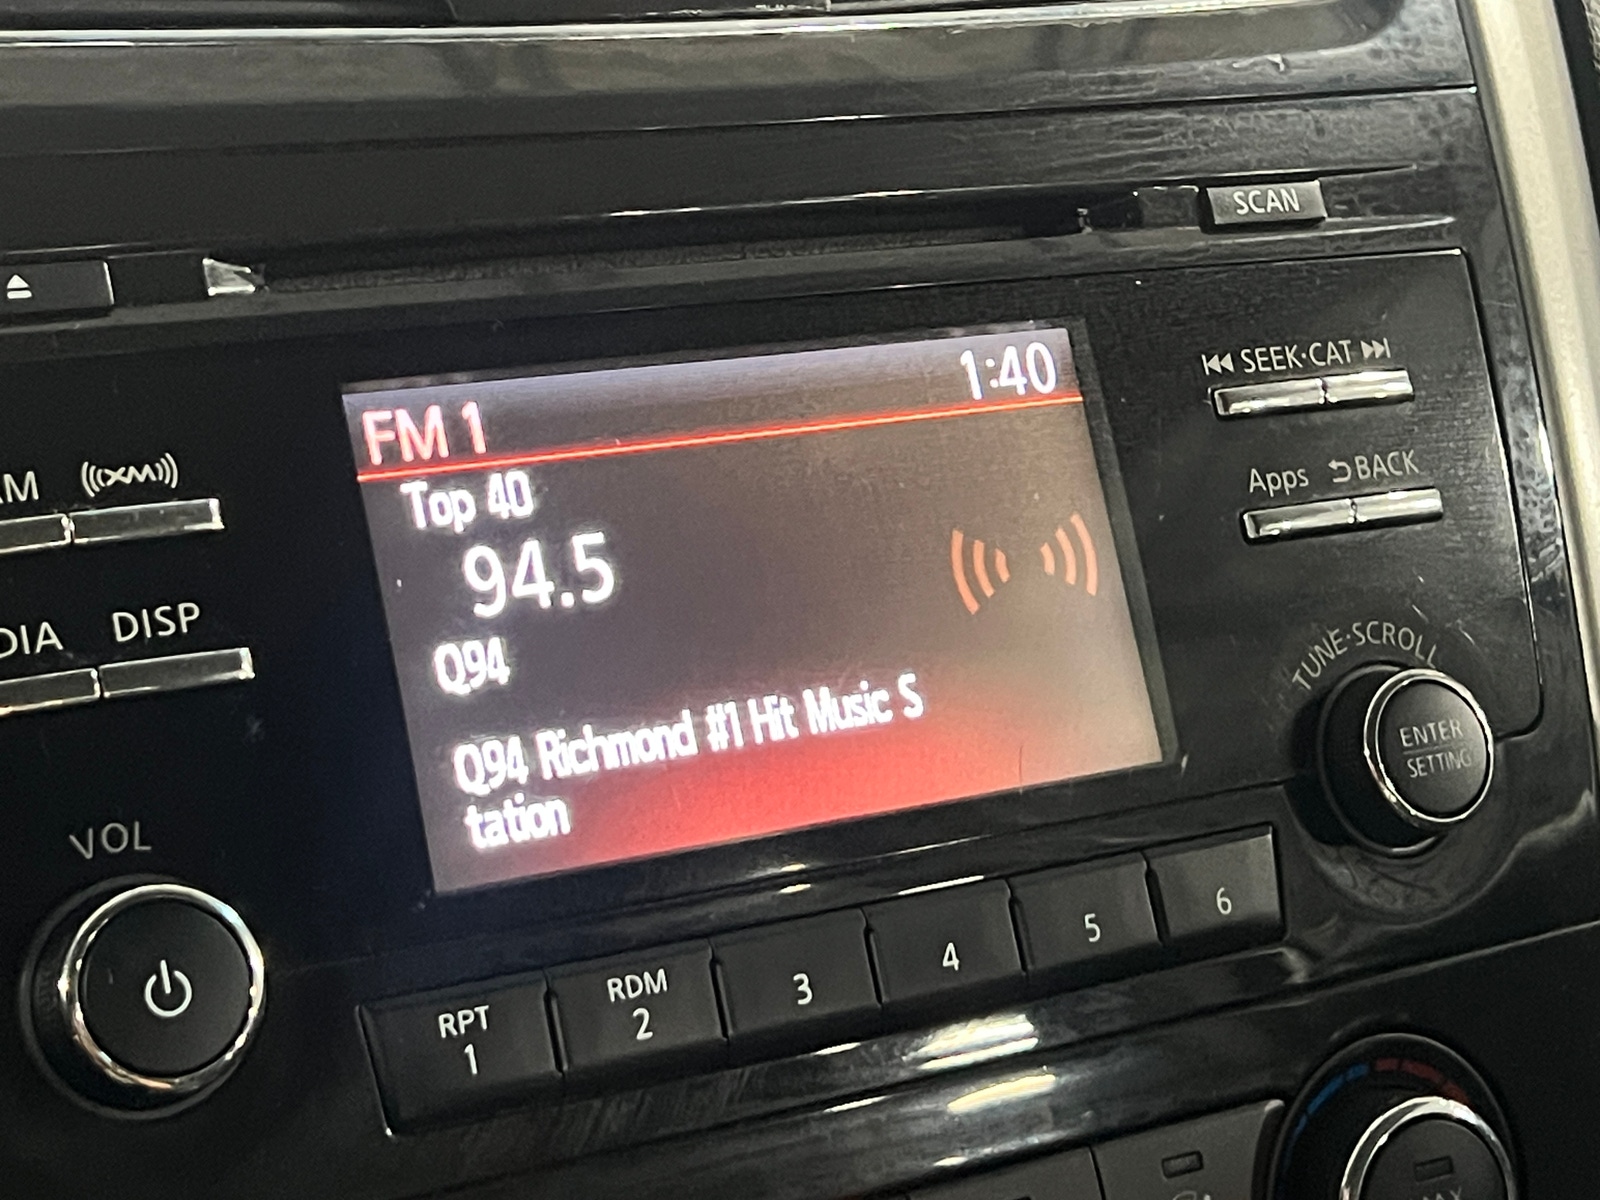 SCAN
SEEK·CAT
FM 1 1:40
Top 40
94.5
Q94
Q94 Richmond #1 Hit Music S
tation
XM
Apps BACK
DISP
TUNE·SCROLL
ENTER
SETTING
VOL
RPT
1
RDM
2
3
4
5
6